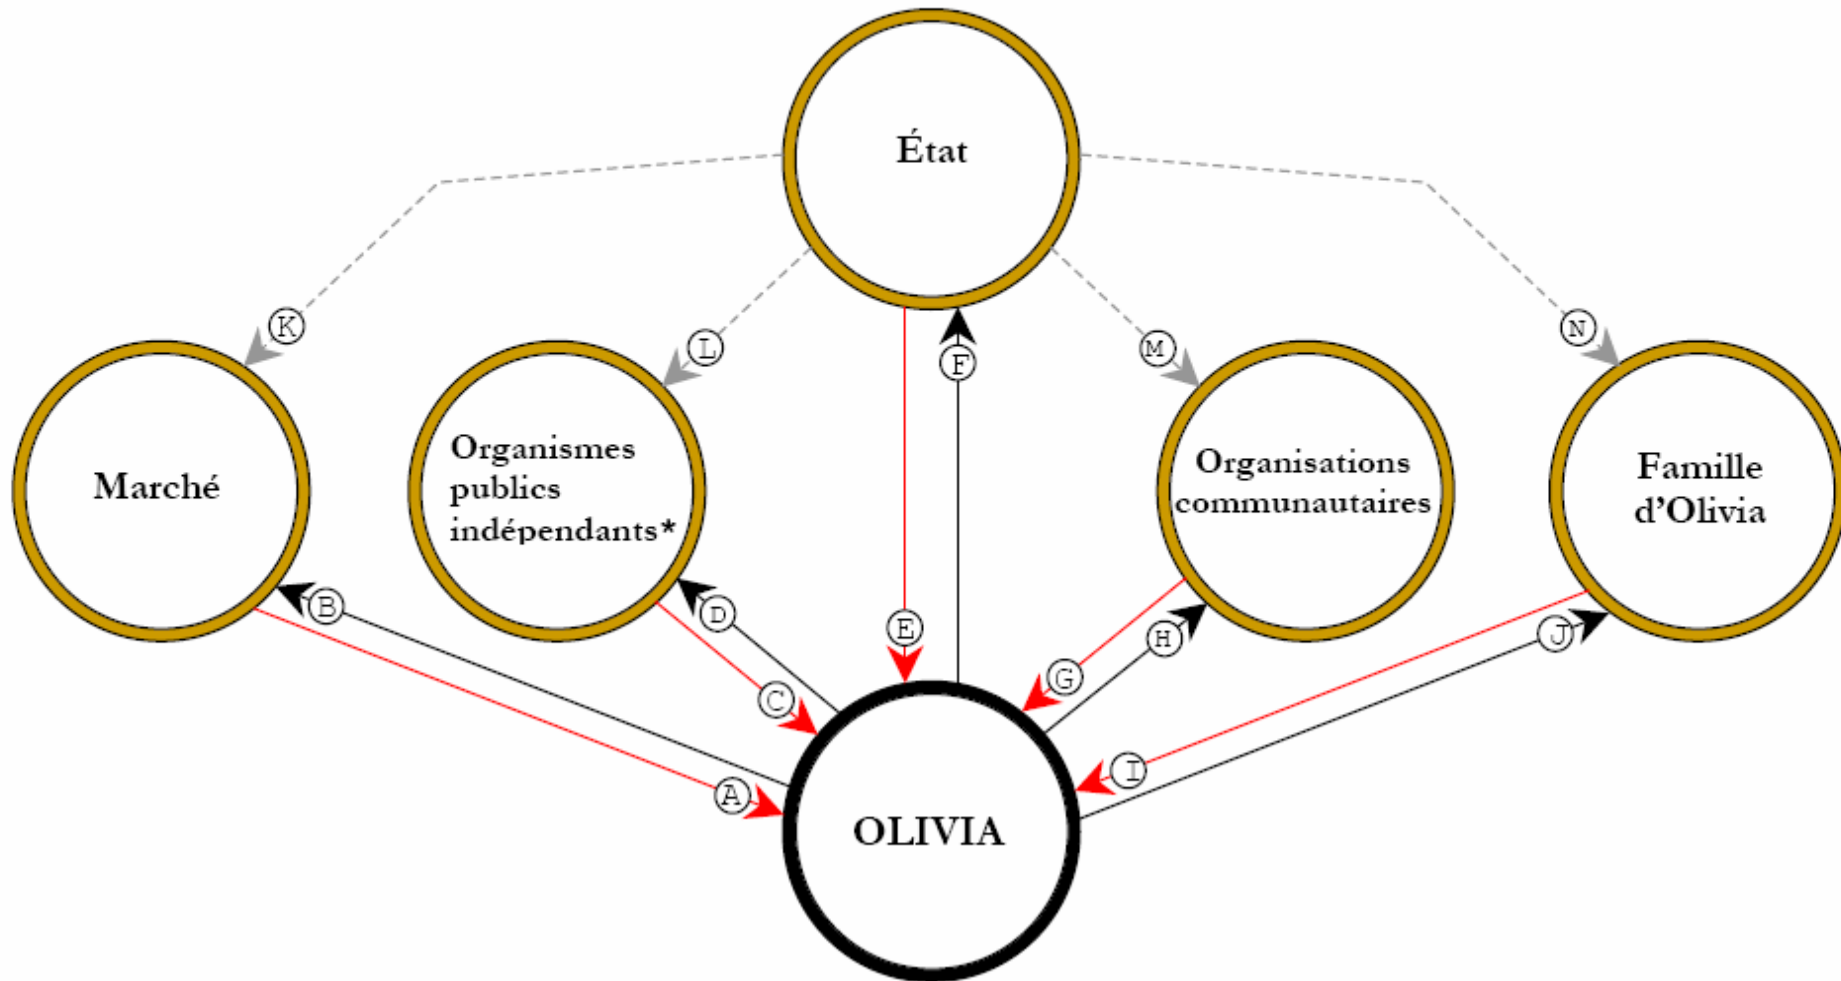 État
K
L
M
N
F
Marché
Organismes
publics
indépendants*
Organisations
communautaires
Famille
d'Olivia
B
D
E
H
J
C
G
A
I
OLIVIA